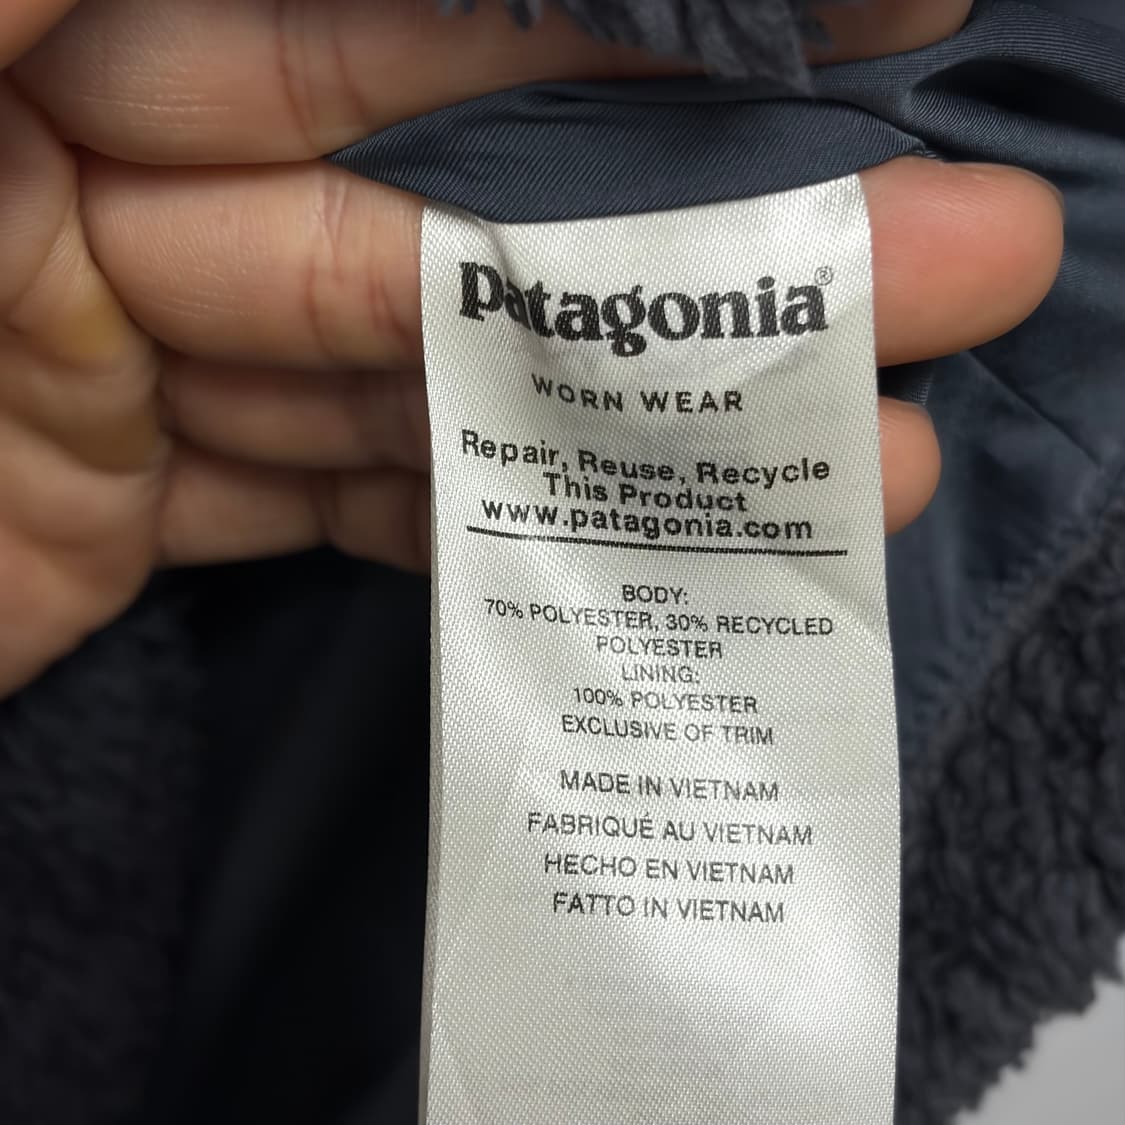 patagonia®
WORN WEAR
Repair, Reuse, Recycle
This Product
www.patagonia.com
BODY:
70% POLYESTER, 30% RECYCLED
POLYESTER
LINING:
100% POLYESTER
EXCLUSIVE OF TRIM
MADE IN VIETNAM
FABRIQUÉ AU VIETNAM
HECHO EN VIETNAM
FATTO IN VIETNAM